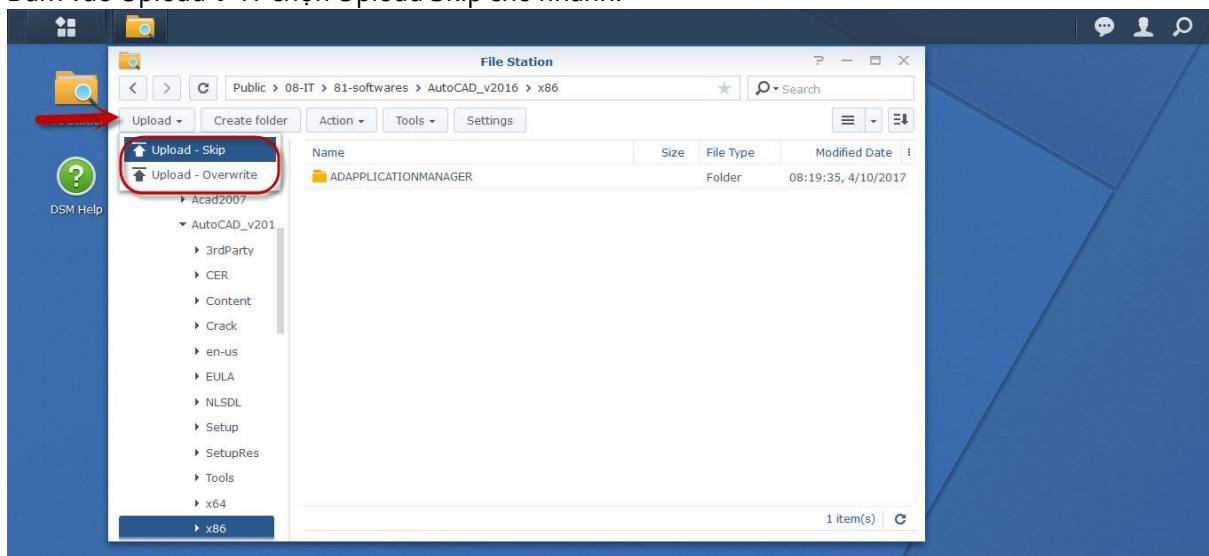 File Station
Public > 08-IT > 81-softwares > AutoCAD_v2016 > x86
Search
Upload Create folder Action Tools Settings
Upload - Skip
Upload - Overwrite
Name Size File Type Modified Date
ADAPPLICATIONMANAGER Folder 08:19:35, 4/10/2017
DSM Help
Acad2007
AutoCAD_v201
3rdParty
CER
Content
Crack
en-us
EULA
NLSDL
Setup
SetupRes
Tools
x64
x86
1 item(s)